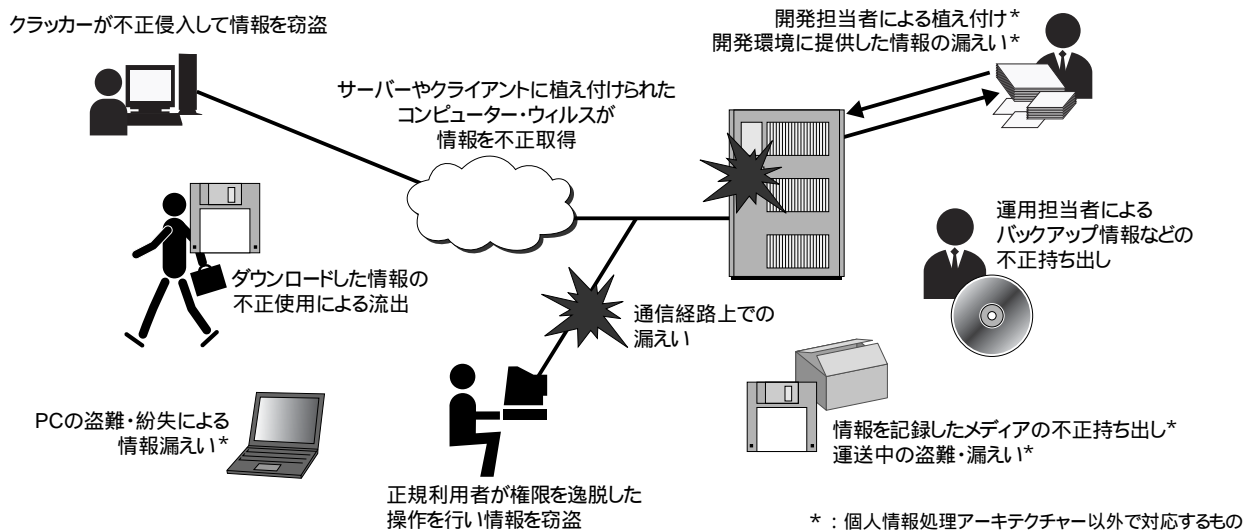 クラッカーが不正侵入して情報を窃盗
開発担当者による植え付け*
開発環境に提供した情報の漏えい*
サーバーやクライアントに植え付けられた
コンピューター・ウィルスが
情報を不正取得
運用担当者による
バックアップ情報などの
不正持ち出し
ダウンロードした情報の
不正使用による流出
通信経路上での
漏えい
PCの盗難・紛失による
情報漏えい*
情報を記録したメディアの不正持ち出し*
運送中の盗難・漏えい*
正規利用者が権限を逸脱した
操作を行い情報を窃盗
* : 個人情報処理アーキテクチャー以外で対応するもの